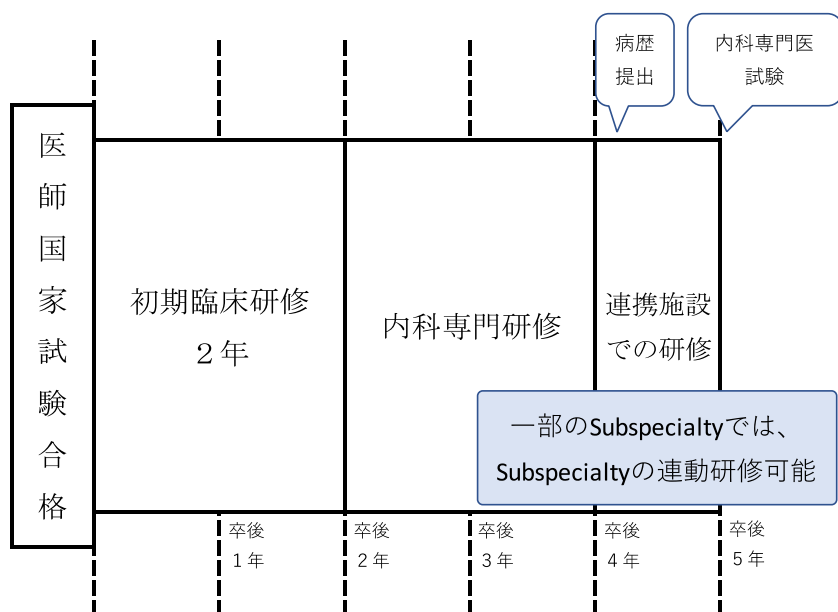 病歴
提出
内科専門医
試験
医師国家試験合格
初期臨床研修
２年
内科専門研修
連携施設
での研修
一部のSubspecialtyでは、
Subspecialtyの連動研修可能
卒後
1年
卒後
2年
卒後
3年
卒後
4年
卒後
5年